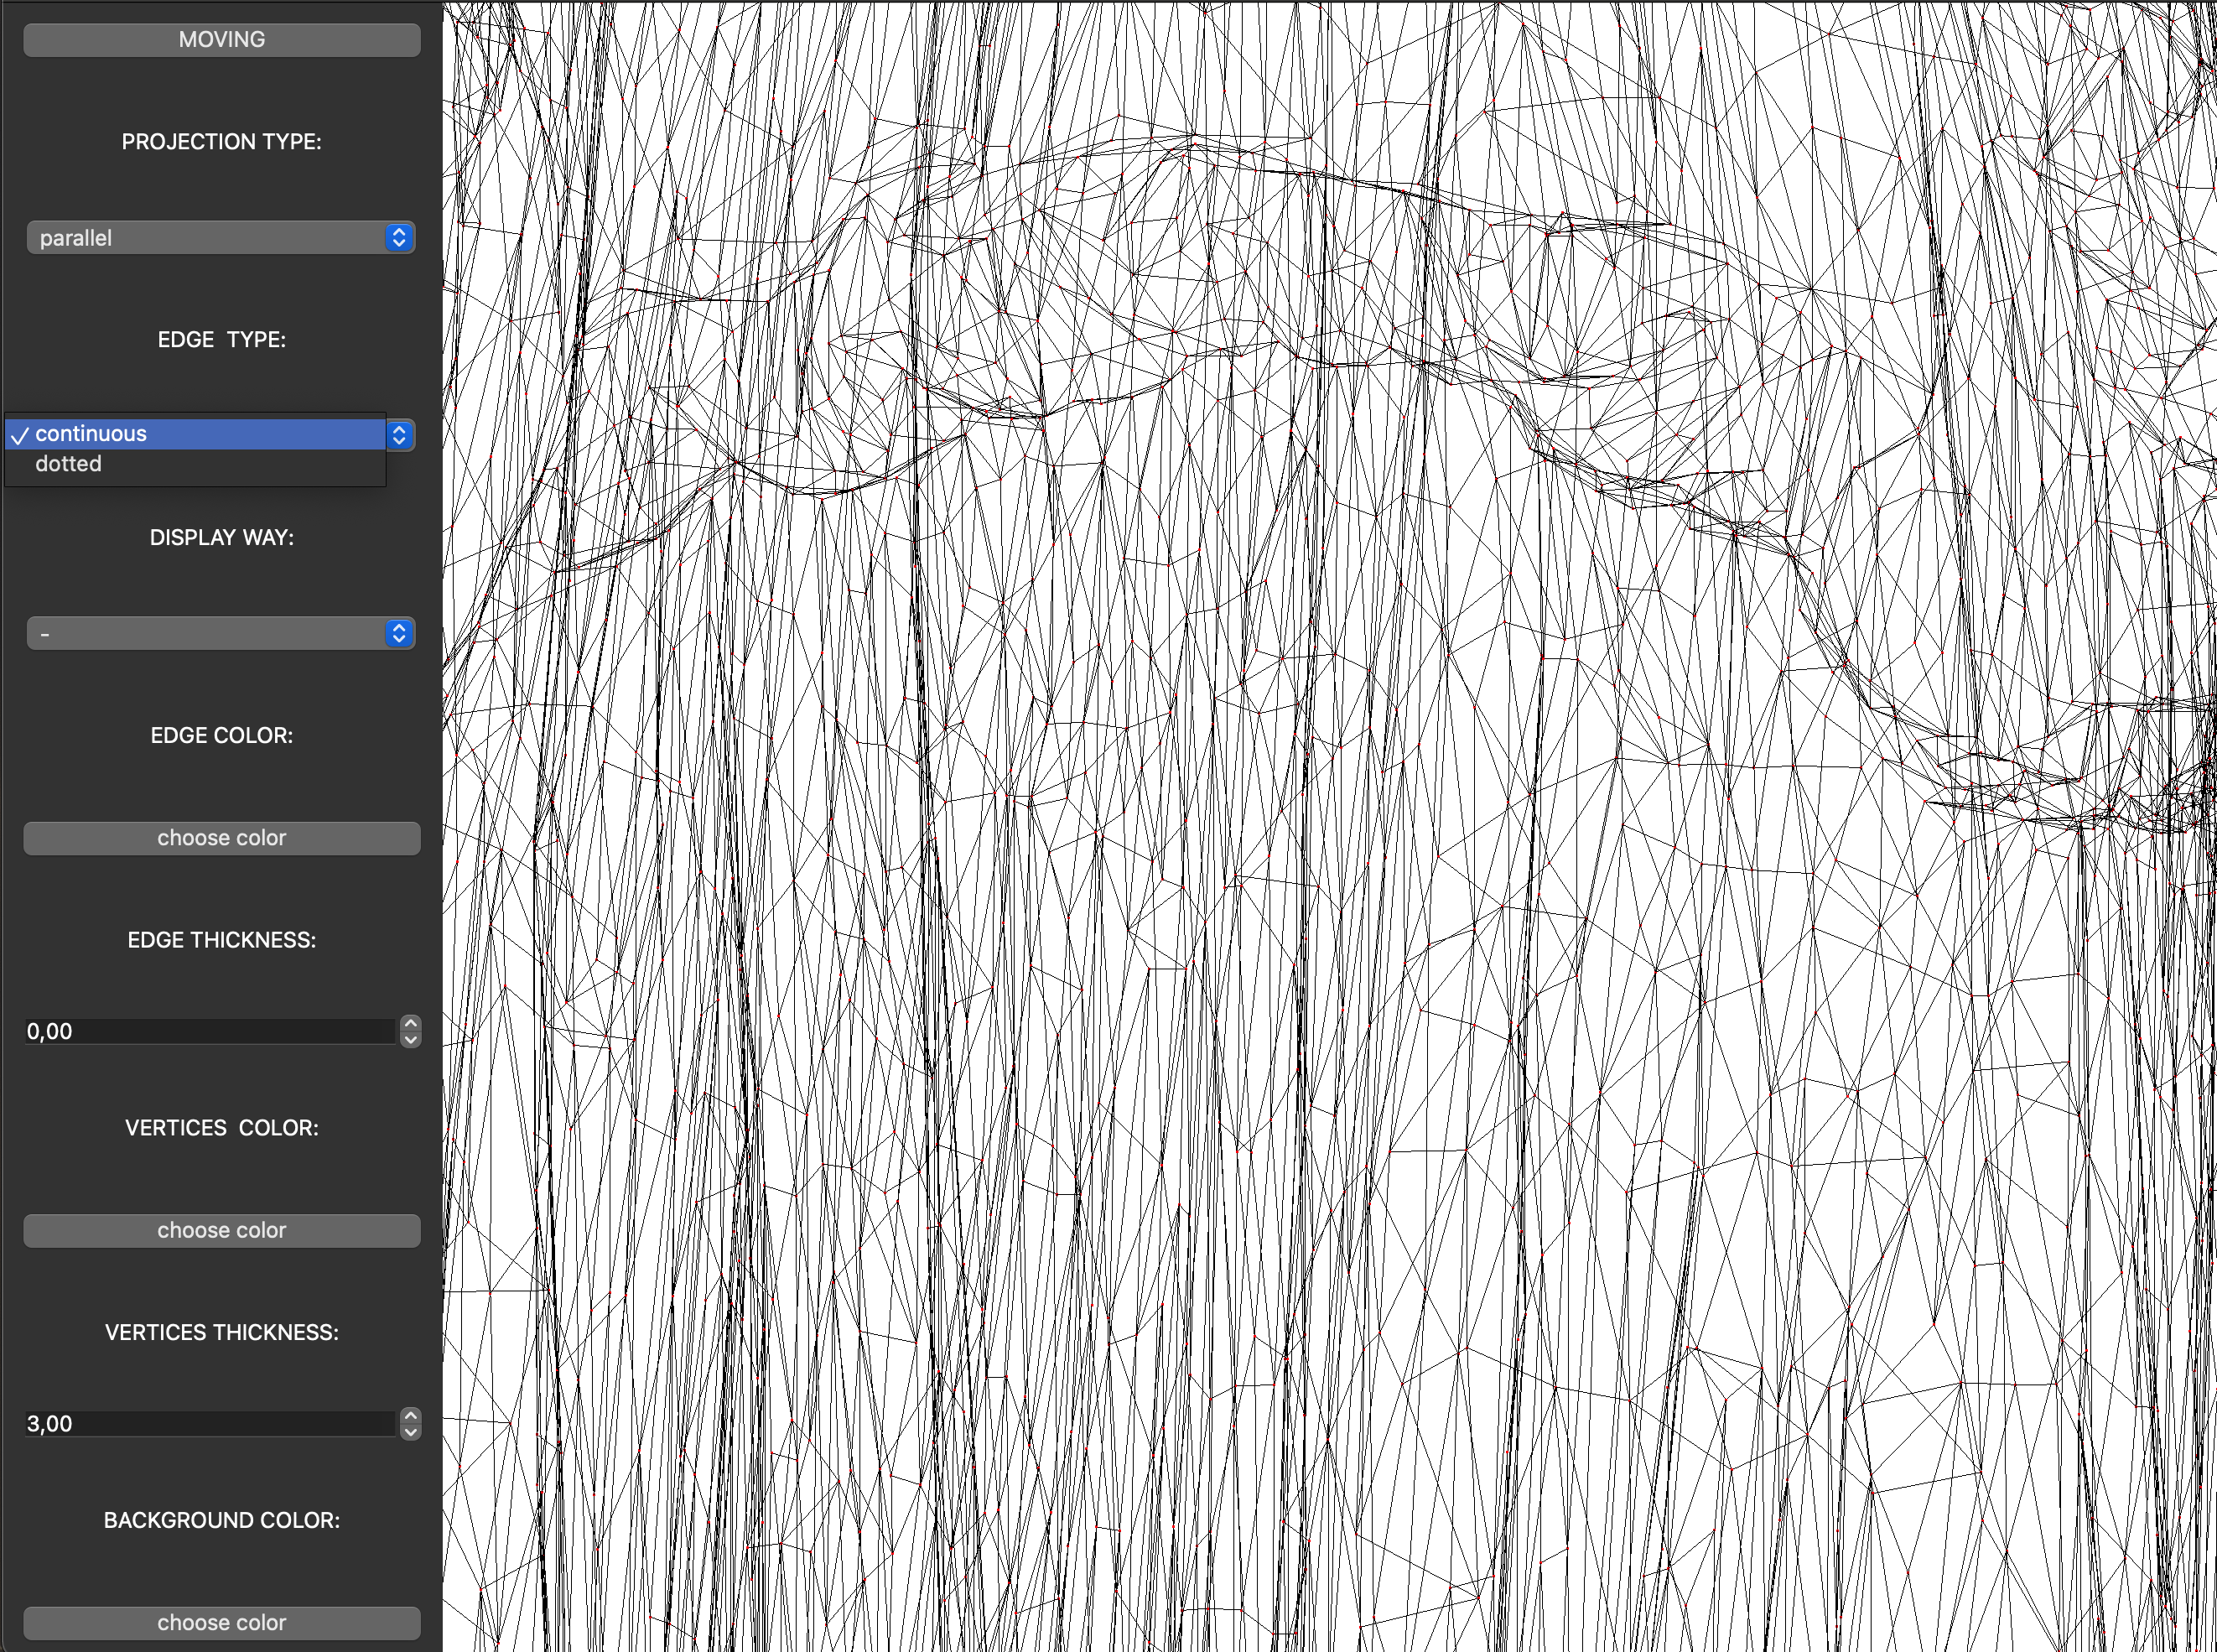 MOVING
PROJECTION TYPE:
parallel
EDGE  TYPE:
✓ continuous
dotted
DISPLAY WAY:
-
EDGE COLOR:
choose color
EDGE THICKNESS:
0,00
VERTICES  COLOR:
choose color
VERTICES THICKNESS:
3,00
BACKGROUND COLOR:
choose color